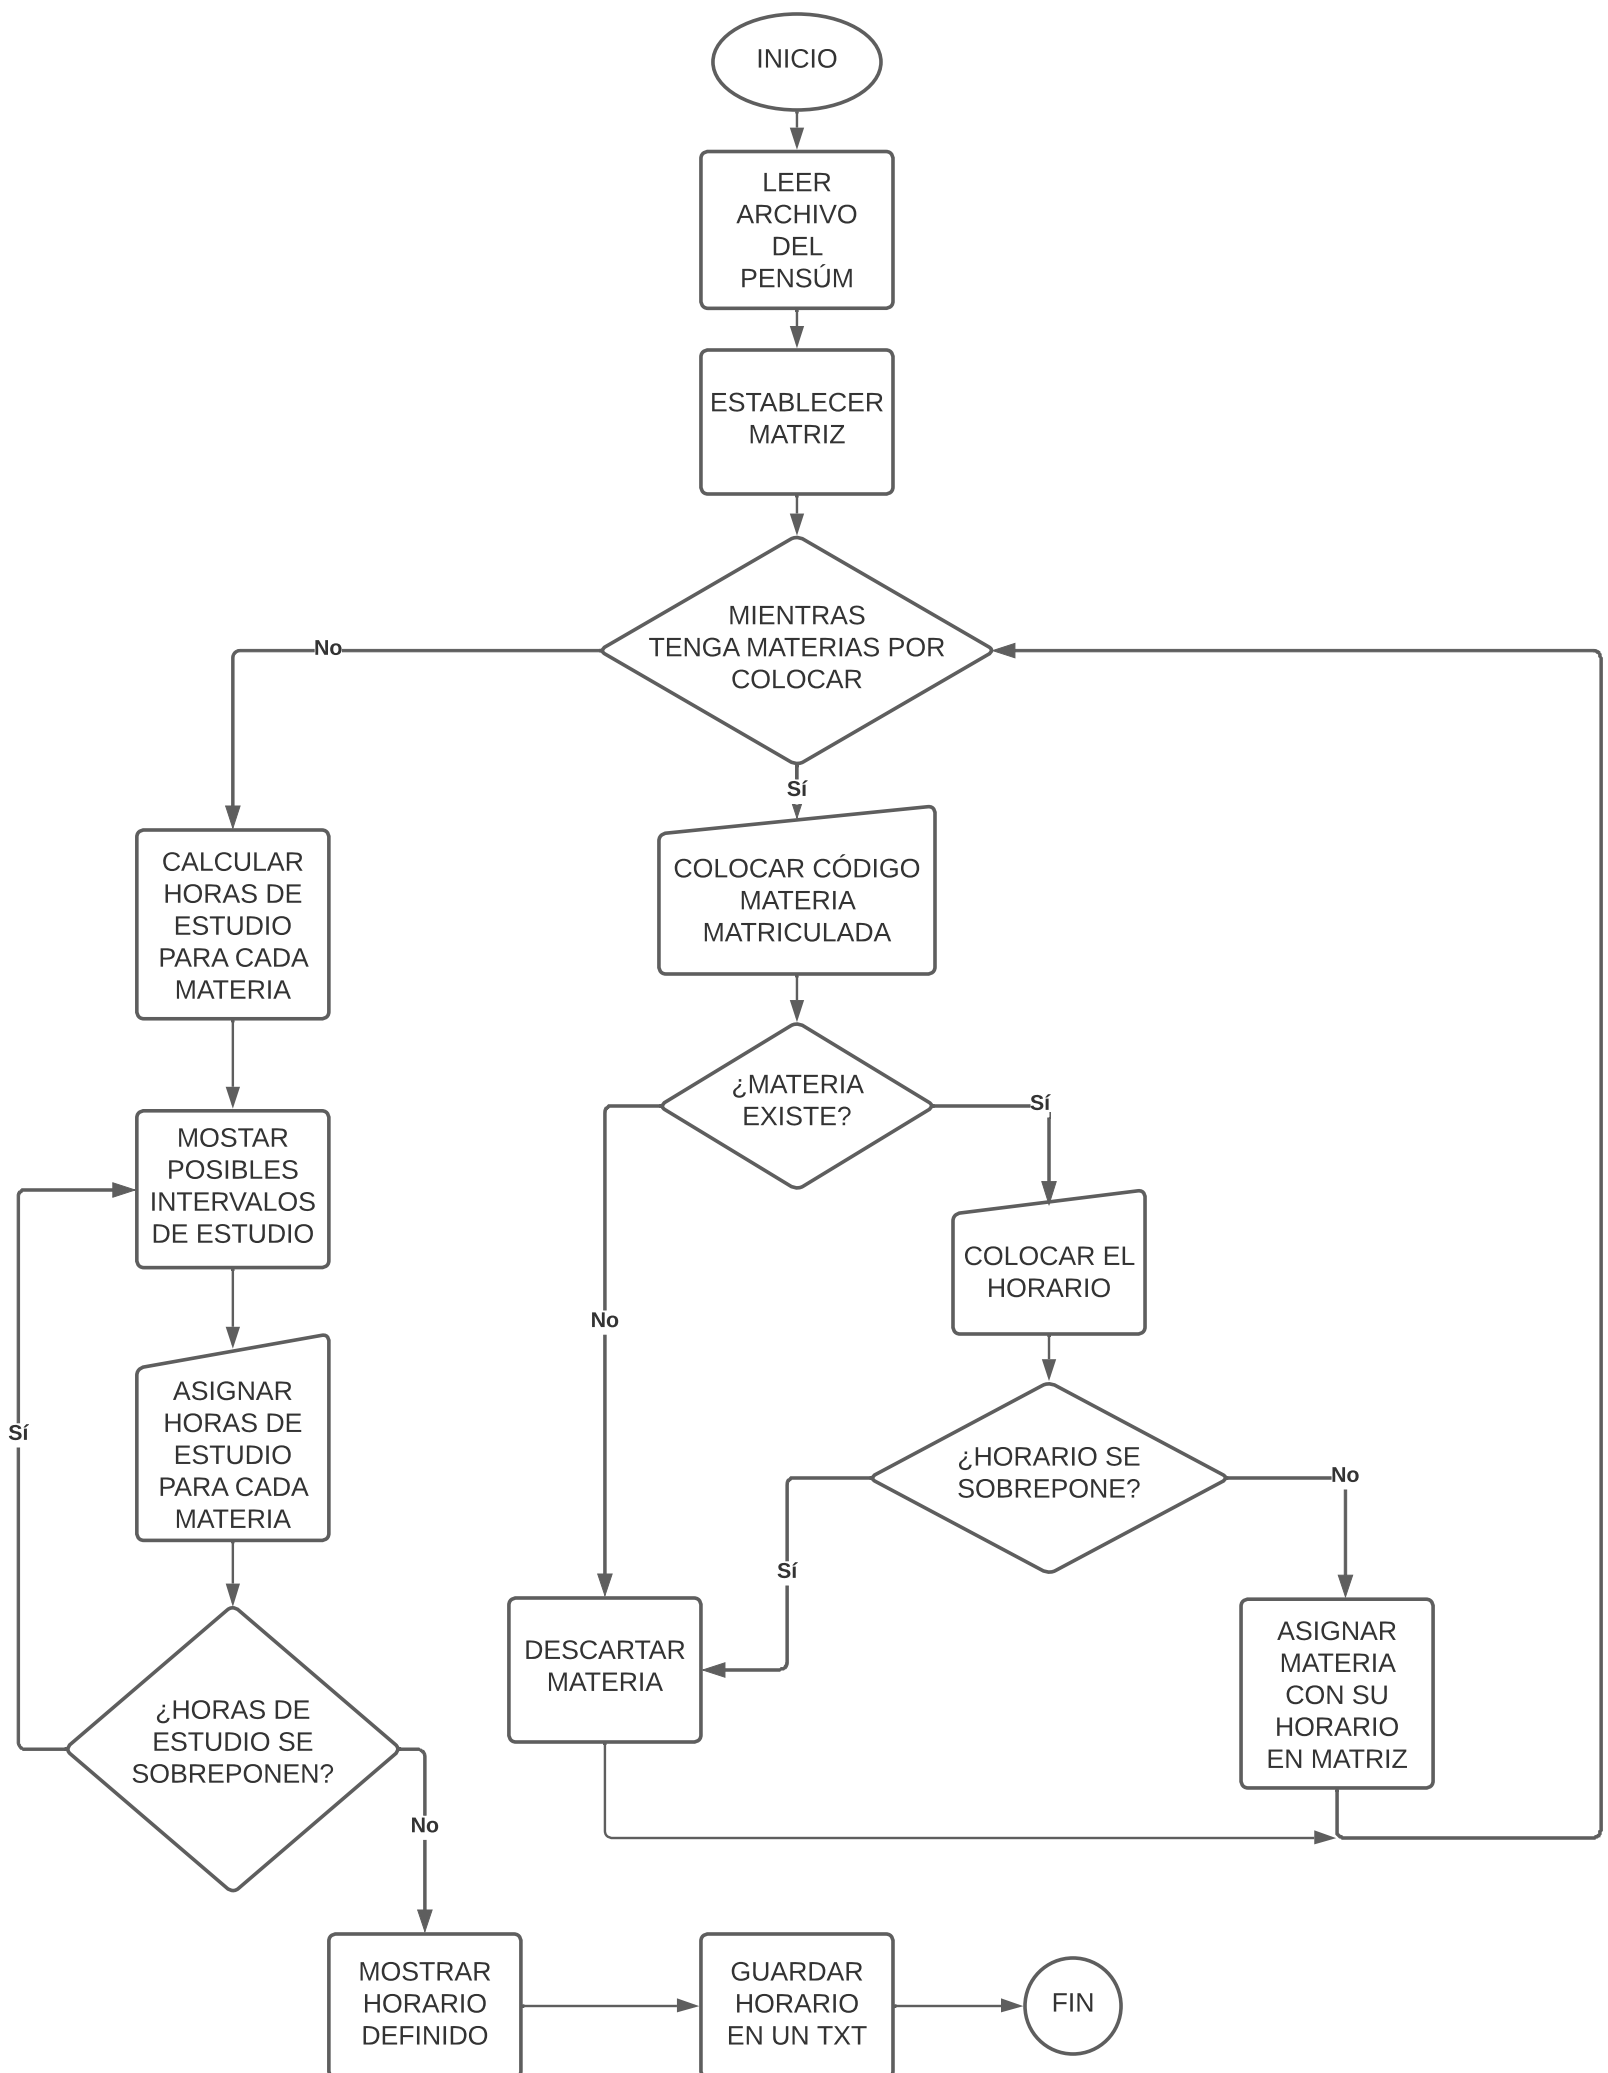 INICIO
LEER
ARCHIVO
DEL
PENSÚM
ESTABLECER
MATRIZ
MIENTRAS
TENGA MATERIAS POR
COLOCAR
No
Sí
CALCULAR
HORAS DE
ESTUDIO
PARA CADA
MATERIA
COLOCAR CÓDIGO
MATERIA
MATRICULADA
¿MATERIA
EXISTE?
Sí
No
MOSTAR
POSIBLES
INTERVALOS
DE ESTUDIO
COLOCAR EL
HORARIO
ASIGNAR
HORAS DE
ESTUDIO
PARA CADA
MATERIA
Sí
¿HORARIO SE
SOBREPONE?
No
Sí
DESCARTAR
MATERIA
ASIGNAR
MATERIA
CON SU
HORARIO
EN MATRIZ
¿HORAS DE
ESTUDIO SE
SOBREPONEN?
No
MOSTRAR
HORARIO
DEFINIDO
GUARDAR
HORARIO
EN UN TXT
FIN